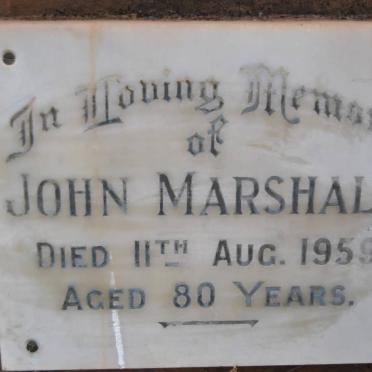 In Loving Memo
of
JOHN MARSHAL
DIED 11TH AUG. 1959
AGED 80 YEARS.